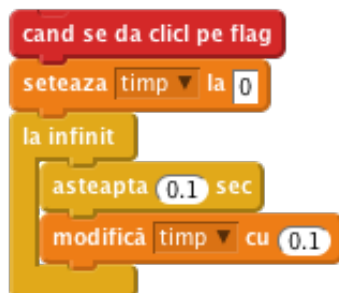 cand se da clicl pe flag
seteaza timp la 0
la infinit
asteapta 0.1 sec
modifică timp cu 0.1